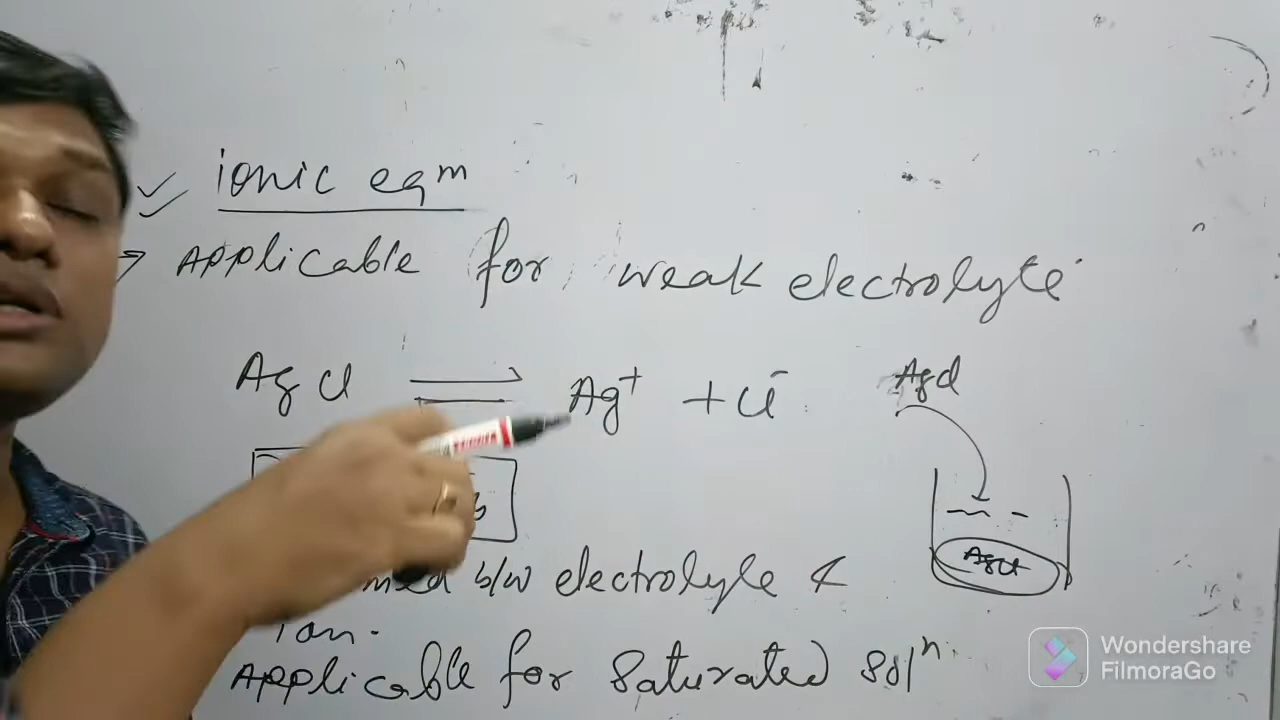 ionic eqm
→ Applicable for weak electrolyte
AgCl ⇌ Ag⁺ + Cl⁻
AgCl
AgCl
b/w electrolyte &
ion.
Applicable for Saturated Solⁿ
Wondershare
FilmoraGo